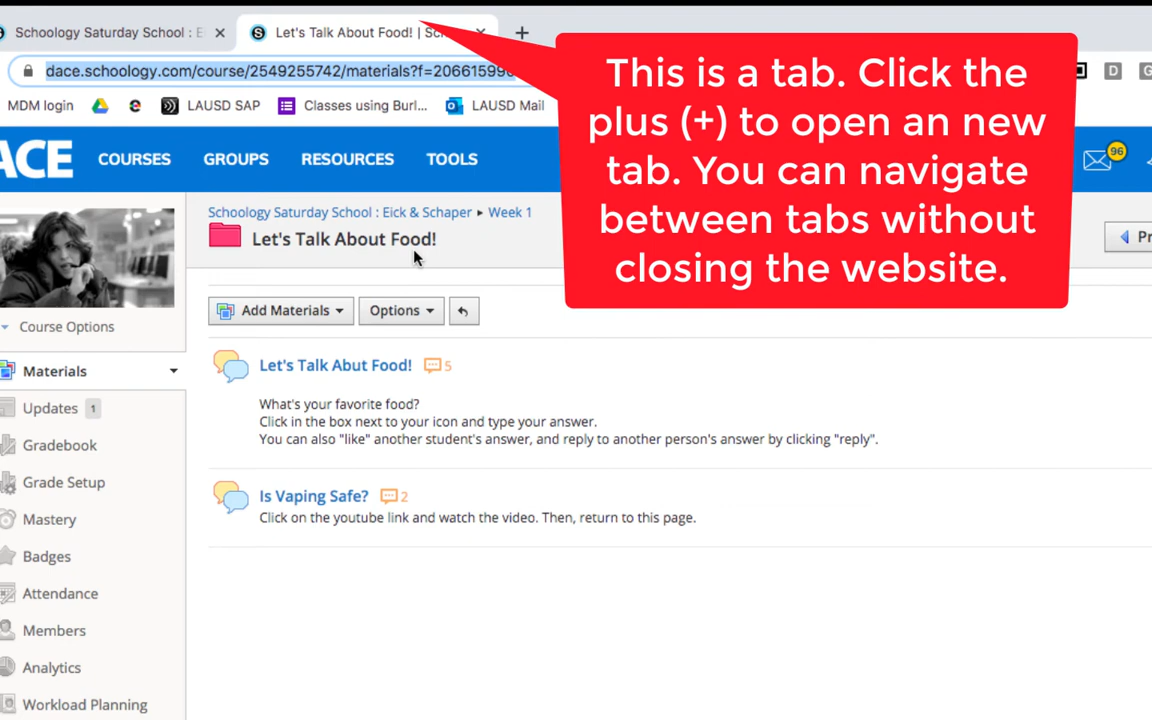 Schoology Saturday School : E
Let's Talk About Food! | Sc
dace.schoology.com/course/2549255742/materials?f=20661599
D
MDM login
LAUSD SAP
Classes using Burl...
LAUSD Mail
This is a tab. Click the
plus (+) to open an new
tab. You can navigate
between tabs without
closing the website.
ACE
COURSES
GROUPS
RESOURCES
TOOLS
96
Schoology Saturday School : Eick & Schaper ▸ Week 1
Let's Talk About Food!
Pr
Add Materials
Options
Course Options
Materials
Updates 1
Gradebook
Grade Setup
Mastery
Badges
Attendance
Members
Analytics
Workload Planning
Let's Talk Abut Food! 5
What's your favorite food?
Click in the box next to your icon and type your answer.
You can also "like" another student's answer, and reply to another person's answer by clicking "reply".
Is Vaping Safe? 2
Click on the youtube link and watch the video. Then, return to this page.